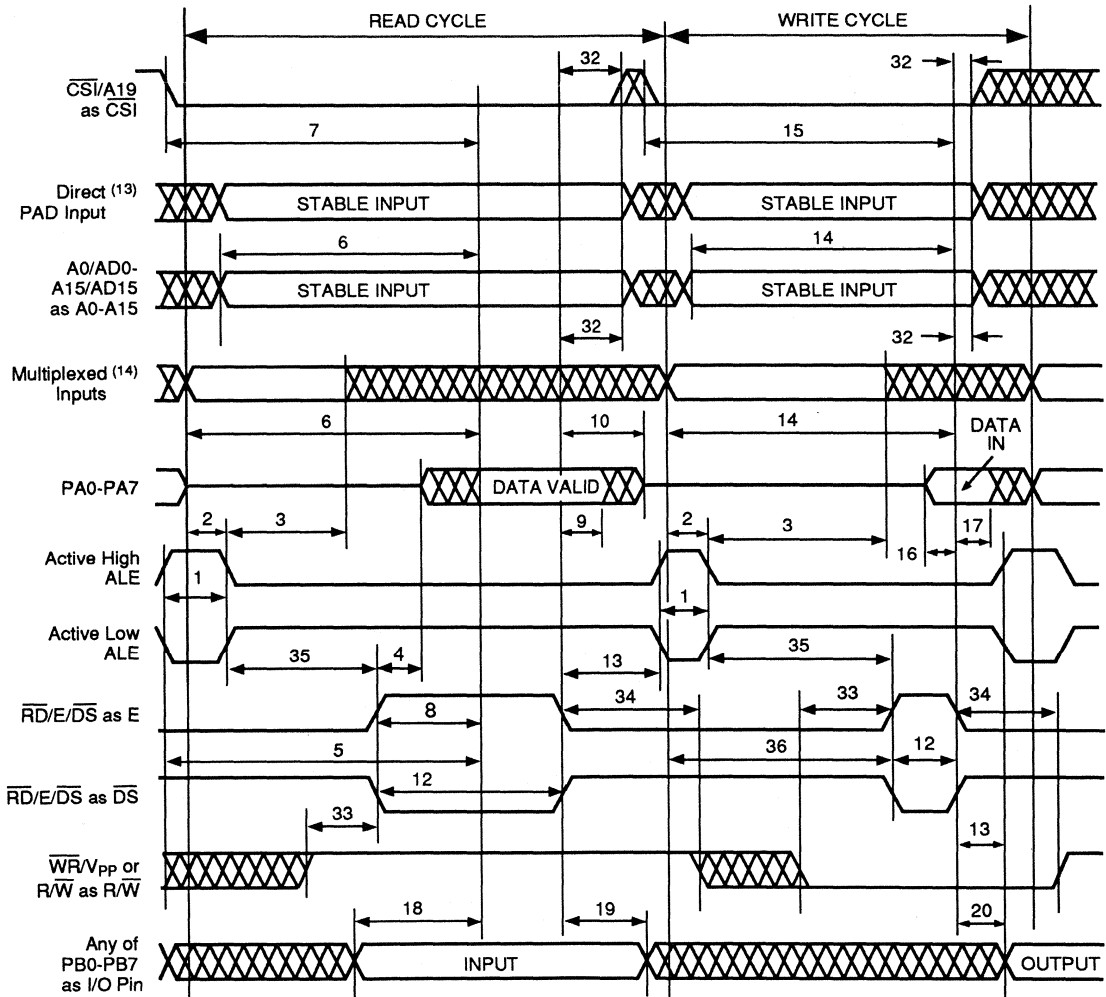 READ CYCLE
WRITE CYCLE
32
32
CSI/A19
as CSI
7
15
Direct (13)
PAD Input
STABLE INPUT
STABLE INPUT
6
14
A0/AD0-
A15/AD15
as A0-A15
STABLE INPUT
STABLE INPUT
32
32
Multiplexed (14)
Inputs
6
10
14
DATA
IN
PA0-PA7
DATA VALID
2
3
9
2
3
16
17
Active High
ALE
1
1
Active Low
ALE
35
4
13
35
RD/E/DS as E
8
34
33
34
5
36
12
RD/E/DS as DS
12
33
13
WR/VPP or
R/W as R/W
18
19
20
Any of
PB0-PB7
as I/O Pin
INPUT
OUTPUT